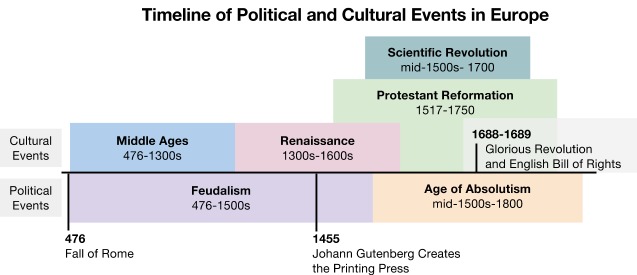 Timeline of Political and Cultural Events in Europe
Scientific Revolution
mid-1500s- 1700
Protestant Reformation
1517-1750
Cultural
Events
Middle Ages
476-1300s
Renaissance
1300s-1600s
1688-1689
Glorious Revolution
and English Bill of Rights
Political
Events
Feudalism
476-1500s
Age of Absolutism
mid-1500s-1800
476
Fall of Rome
1455
Johann Gutenberg Creates
the Printing Press